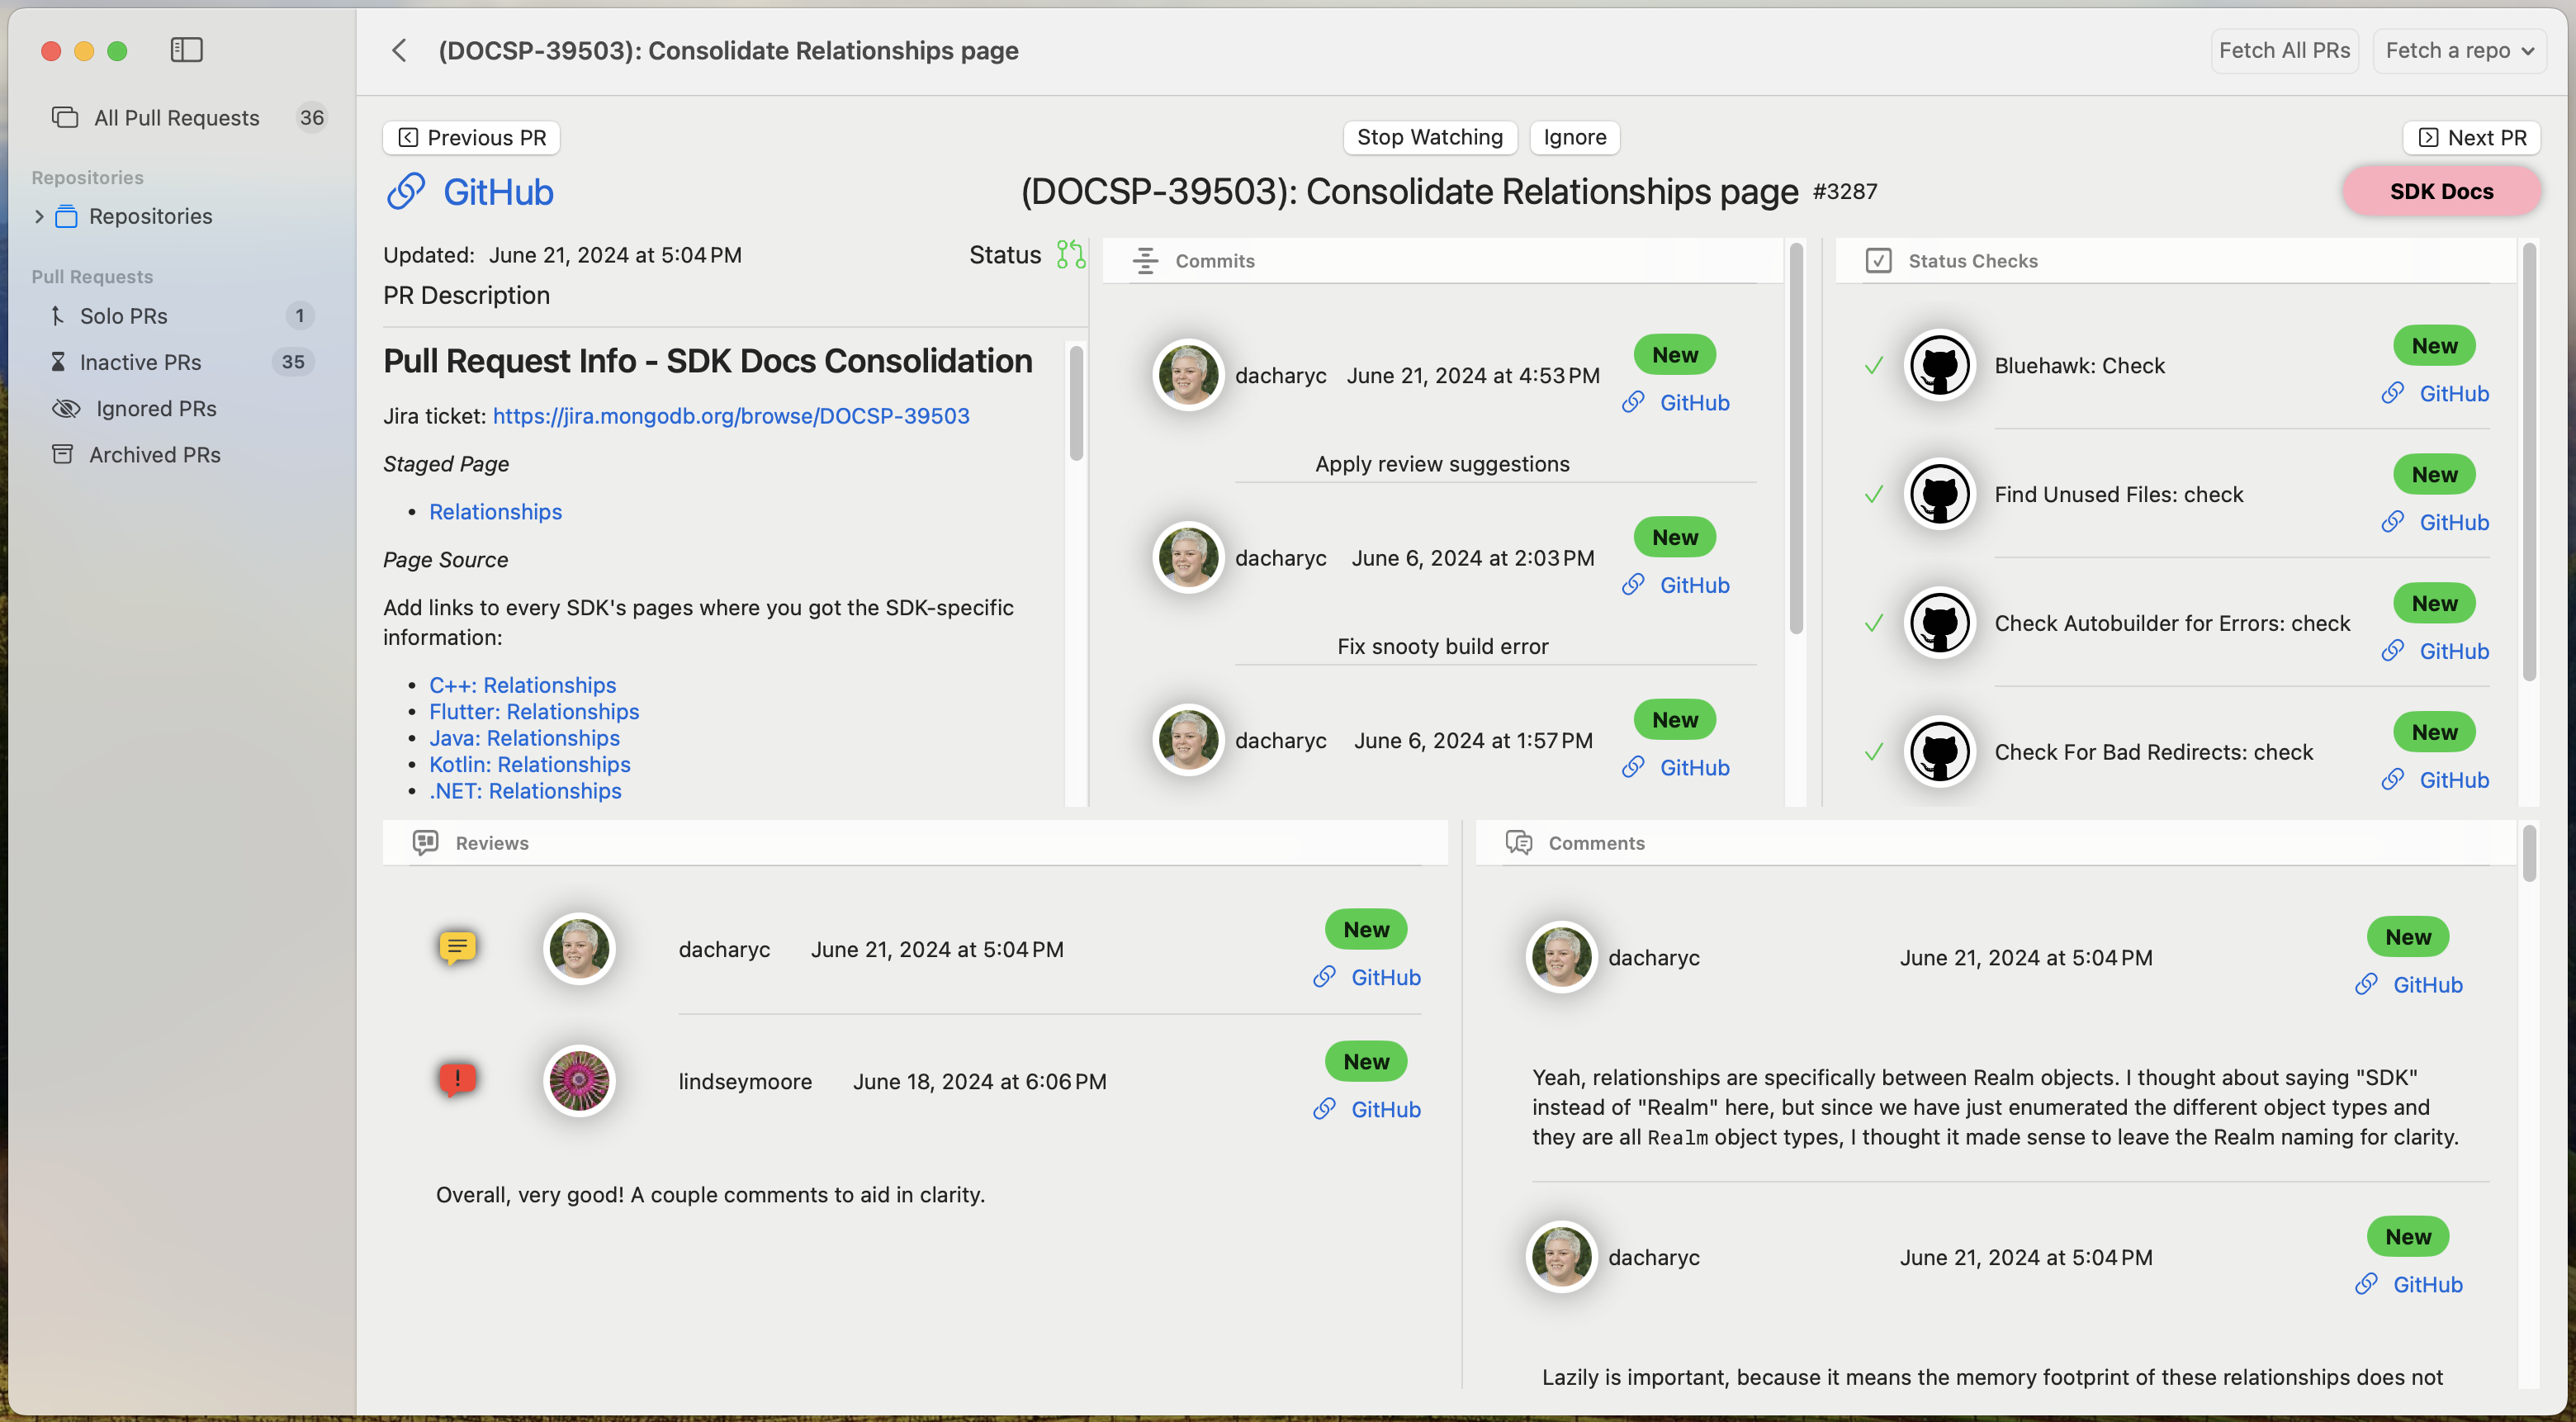 (DOCSP-39503): Consolidate Relationships page
Fetch All PRs
Fetch a repo
All Pull Requests 36
Repositories
Repositories
Pull Requests
Solo PRs 1
Inactive PRs 35
Ignored PRs
Archived PRs
Previous PR
Stop Watching
Ignore
Next PR
GitHub
(DOCSP-39503): Consolidate Relationships page #3287
SDK Docs
Updated: June 21, 2024 at 5:04 PM
Status
PR Description
Pull Request Info - SDK Docs Consolidation
Jira ticket: https://jira.mongodb.org/browse/DOCSP-39503
Staged Page
• Relationships
Page Source
Add links to every SDK's pages where you got the SDK-specific
information:
• C++: Relationships
• Flutter: Relationships
• Java: Relationships
• Kotlin: Relationships
• .NET: Relationships
Commits
dacharyc June 21, 2024 at 4:53 PM
New
GitHub
Apply review suggestions
dacharyc June 6, 2024 at 2:03 PM
New
GitHub
Fix snooty build error
dacharyc June 6, 2024 at 1:57 PM
New
GitHub
Status Checks
Bluehawk: Check
New
GitHub
Find Unused Files: check
New
GitHub
Check Autobuilder for Errors: check
New
GitHub
Check For Bad Redirects: check
New
GitHub
Reviews
dacharyc June 21, 2024 at 5:04 PM
New
GitHub
lindseymoore June 18, 2024 at 6:06 PM
New
GitHub
Overall, very good! A couple comments to aid in clarity.
Comments
dacharyc June 21, 2024 at 5:04 PM
New
GitHub
Yeah, relationships are specifically between Realm objects. I thought about saying "SDK"
instead of "Realm" here, but since we have just enumerated the different object types and
they are all Realm object types, I thought it made sense to leave the Realm naming for clarity.
dacharyc June 21, 2024 at 5:04 PM
New
GitHub
Lazily is important, because it means the memory footprint of these relationships does not